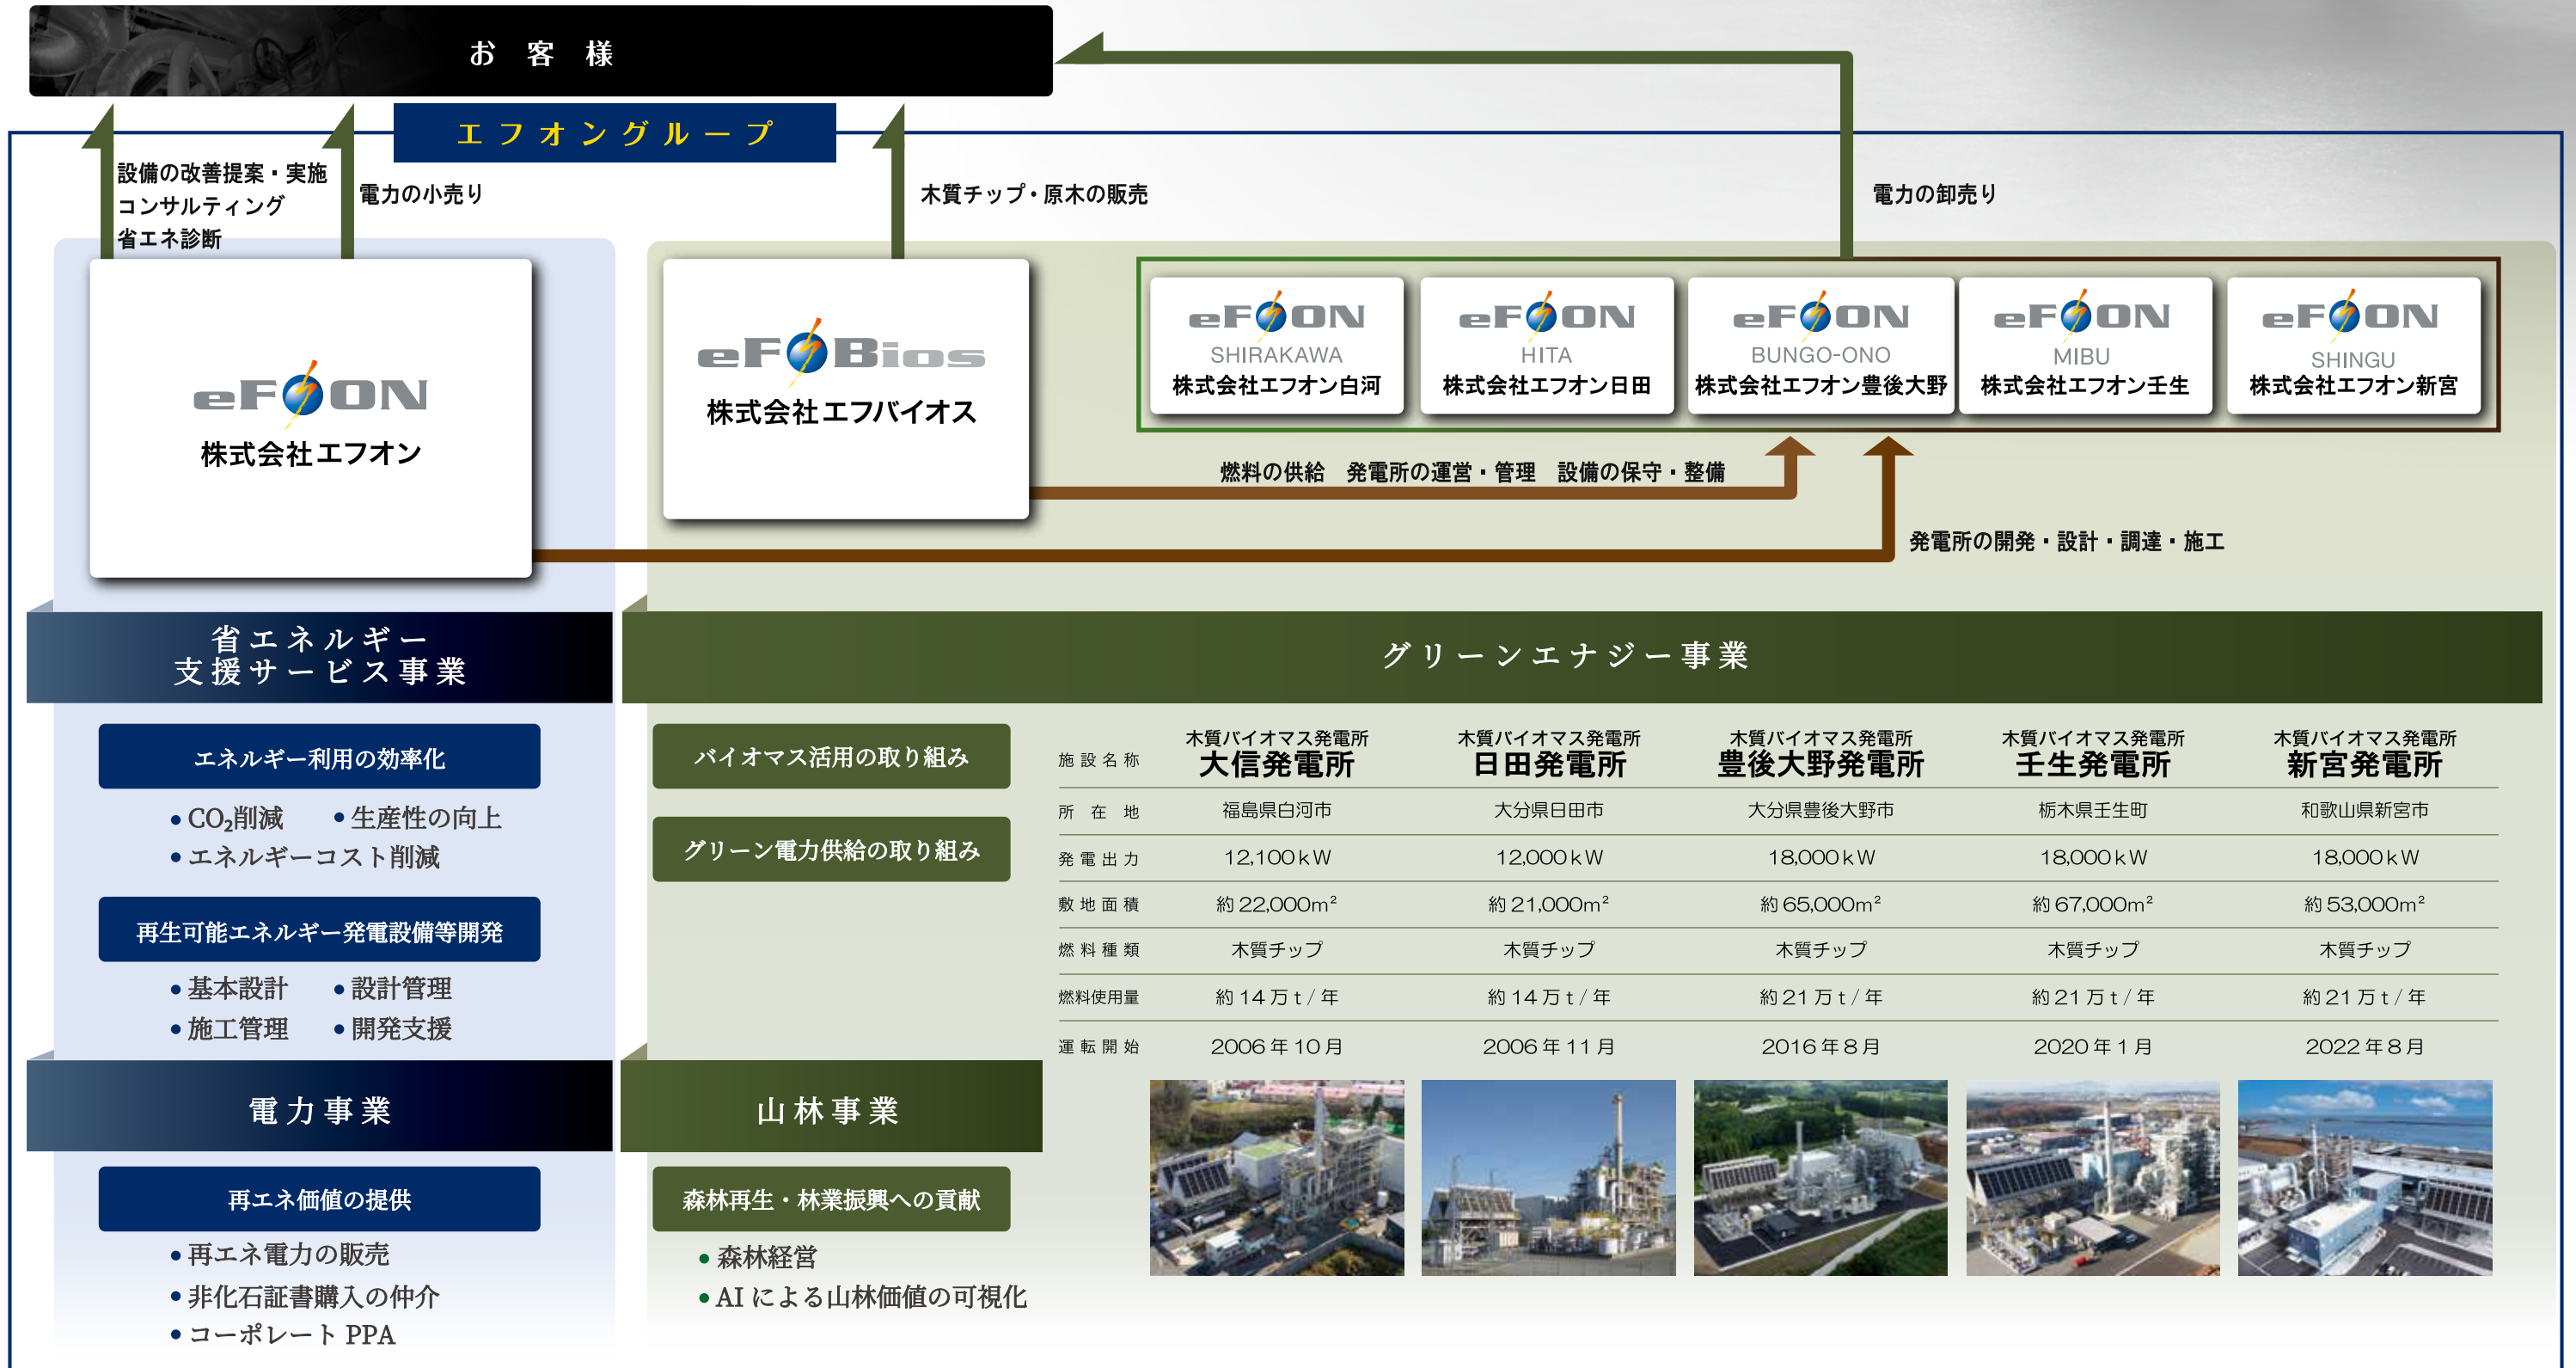 お客様
エフオングループ
設備の改善提案・実施
コンサルティング
省エネ診断
電力の小売り
木質チップ・原木の販売
電力の卸売り
eFON
株式会社エフオン
eFBios
株式会社エフバイオス
eFON
SHIRAKAWA
株式会社エフオン白河
eFON
HITA
株式会社エフオン日田
eFON
BUNGO-ONO
株式会社エフオン豊後大野
eFON
MIBU
株式会社エフオン壬生
eFON
SHINGU
株式会社エフオン新宮
燃料の供給 発電所の運営・管理 設備の保守・整備
発電所の開発・設計・調達・施工
省エネルギー
支援サービス事業
エネルギー利用の効率化
• CO₂削減 • 生産性の向上
• エネルギーコスト削減
再生可能エネルギー発電設備等開発
• 基本設計 • 設計管理
• 施工管理 • 開発支援
電力事業
再エネ価値の提供
• 再エネ電力の販売
• 非化石証書購入の仲介
• コーポレート PPA
グリーンエナジー事業
バイオマス活用の取り組み
グリーン電力供給の取り組み
山林事業
森林再生・林業振興への貢献
• 森林経営
• AI による山林価値の可視化
木質バイオマス発電所 木質バイオマス発電所 木質バイオマス発電所 木質バイオマス発電所 木質バイオマス発電所
施設名称 大信発電所 日田発電所 豊後大野発電所 壬生発電所 新宮発電所
所在地 福島県白河市 大分県日田市 大分県豊後大野市 栃木県壬生町 和歌山県新宮市
発電出力 12,100kW 12,000kW 18,000kW 18,000kW 18,000kW
敷地面積 約22,000m² 約21,000m² 約65,000m² 約67,000m² 約53,000m²
燃料種類 木質チップ 木質チップ 木質チップ 木質チップ 木質チップ
燃料使用量 約14万t/年 約14万t/年 約21万t/年 約21万t/年 約21万t/年
運転開始 2006年10月 2006年11月 2016年8月 2020年1月 2022年8月